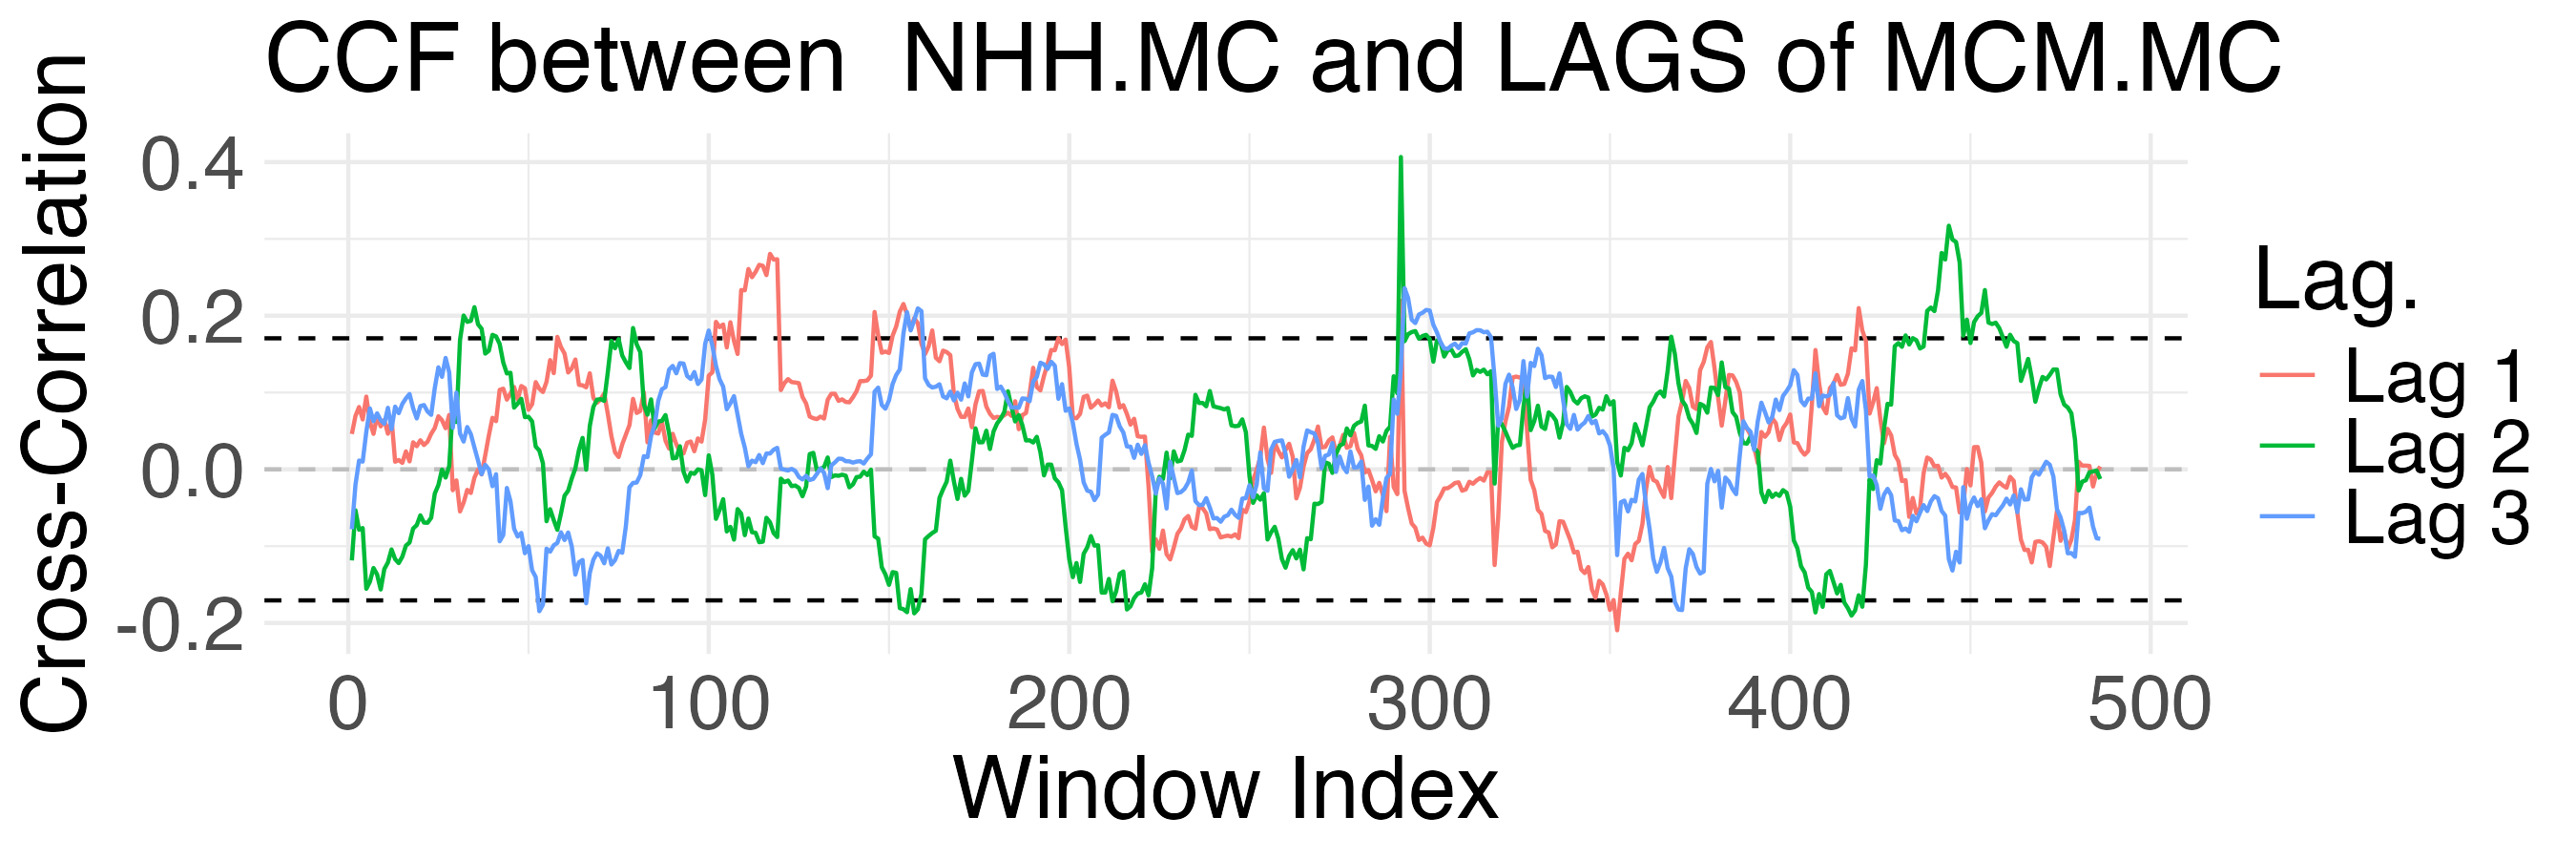 CCF between  NHH.MC and LAGS of MCM.MC
Cross-Correlation
0.4
0.2
0.0
-0.2
0 100 200 300 400 500
Window Index
Lag.
Lag 1
Lag 2
Lag 3